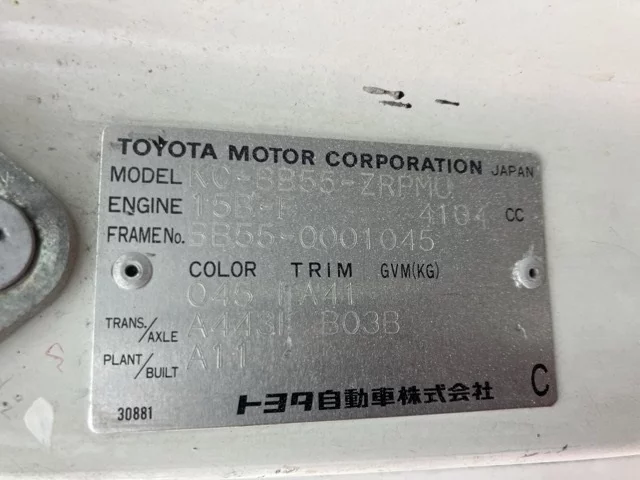 TOYOTA MOTOR CORPORATION JAPAN
MODEL KC-BB55-ZRPMU
ENGINE 15B-F 4104 CC
FRAME No. BB55-0001045
COLOR TRIM GVM(KG)
045 FA41
TRANS./AXLE A443F B03B
PLANT/BUILT A11
30881 トヨタ自動車株式会社 C